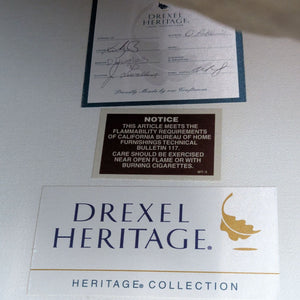 DREXEL
HERITAGE®
NOTICE
THIS ARTICLE MEETS THE
FLAMMABILITY REQUIREMENTS
OF CALIFORNIA BUREAU OF HOME
FURNISHINGS TECHNICAL
BULLETIN 117.
CARE SHOULD BE EXERCISED
NEAR OPEN FLAME OR WITH
BURNING CIGARETTES.
DREXEL
HERITAGE®
HERITAGE® COLLECTION